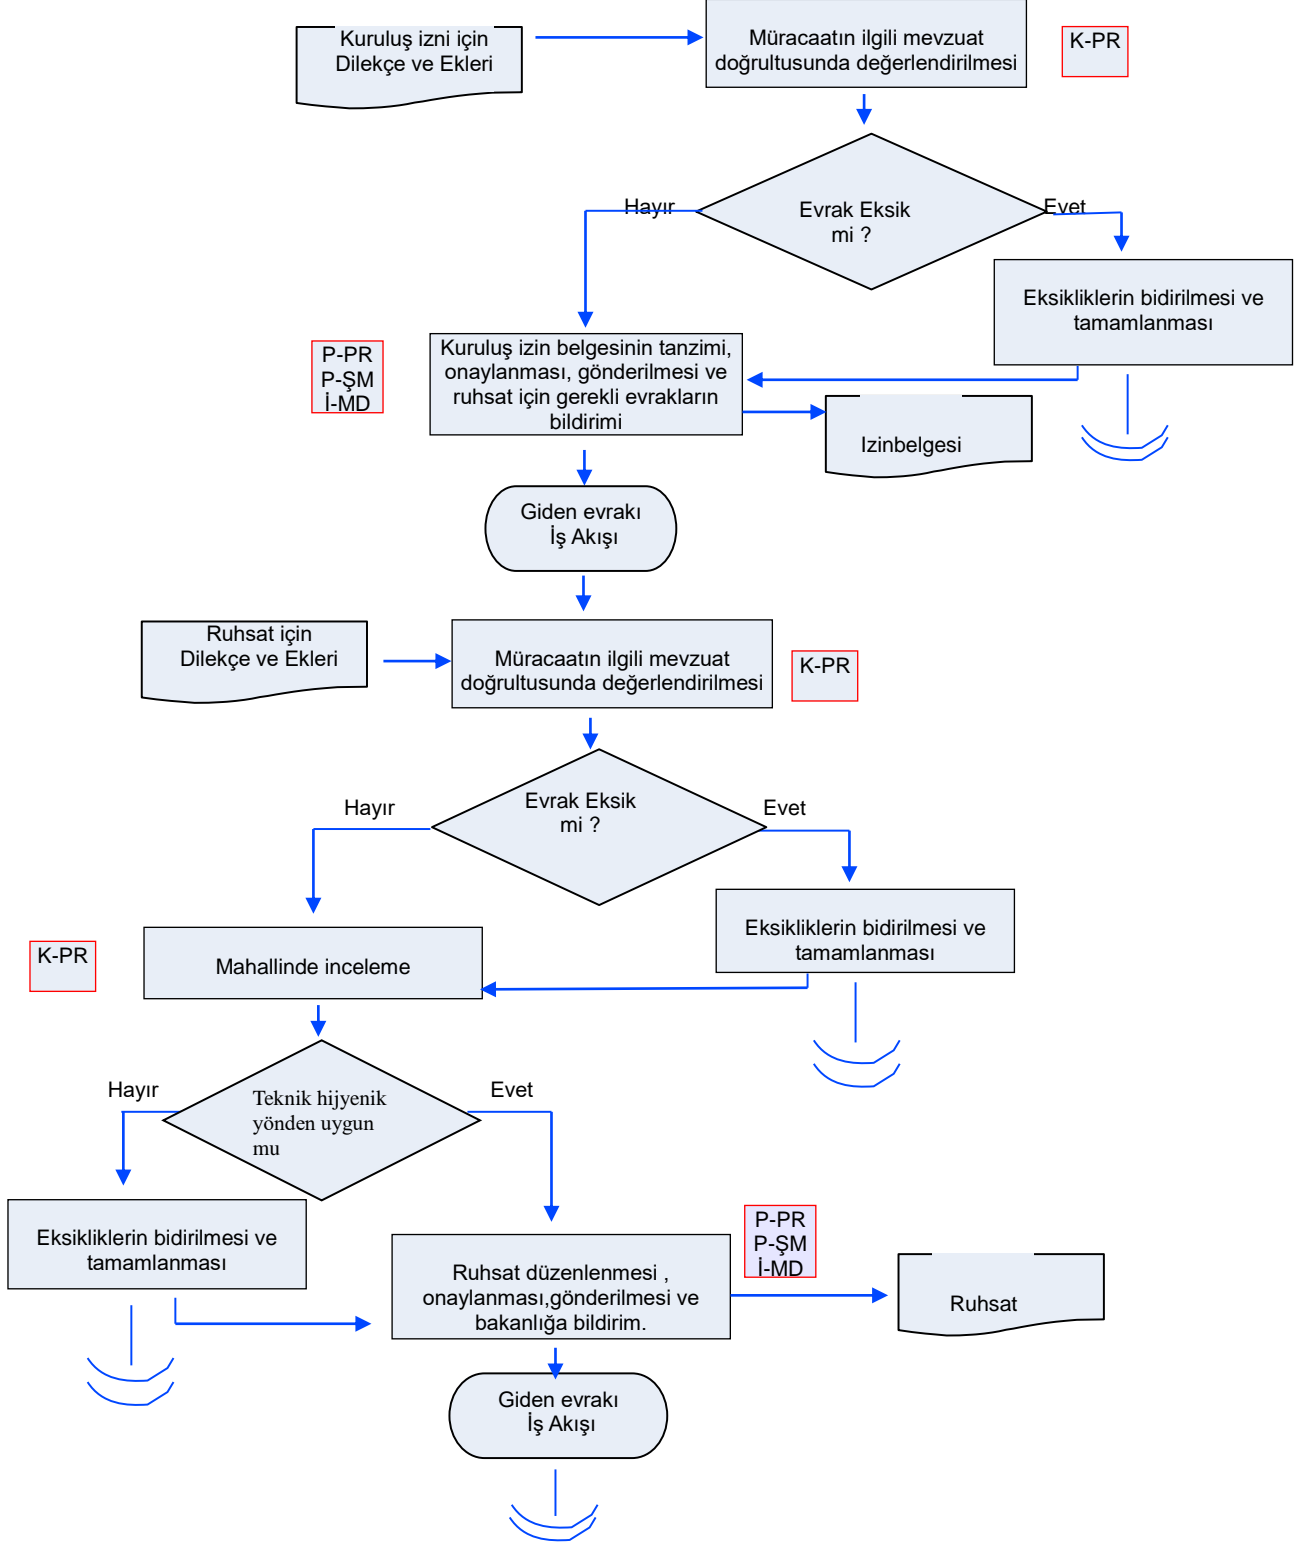 Kuruluş izni için
Dilekçe ve Ekleri
Müracaatın ilgili mevzuat
doğrultusunda değerlendirilmesi
K-PR
Hayır
Evrak Eksik
mi ?
Evet
Eksikliklerin bidirilmesi ve
tamamlanması
P-PR
P-ŞM
İ-MD
Kuruluş izin belgesinin tanzimi,
onaylanması, gönderilmesi ve
ruhsat için gerekli evrakların
bildirimi
Izinbelgesi
Giden evrakı
İş Akışı
Ruhsat için
Dilekçe ve Ekleri
Müracaatın ilgili mevzuat
doğrultusunda değerlendirilmesi
K-PR
Hayır
Evrak Eksik
mi ?
Evet
Eksikliklerin bidirilmesi ve
tamamlanması
K-PR
Mahallinde inceleme
Hayır
Teknik hijyenik
yönden uygun
mu
Evet
Eksikliklerin bidirilmesi ve
tamamlanması
Ruhsat düzenlenmesi ,
onaylanması,gönderilmesi ve
bakanlığa bildirim.
P-PR
P-ŞM
İ-MD
Ruhsat
Giden evrakı
İş Akışı